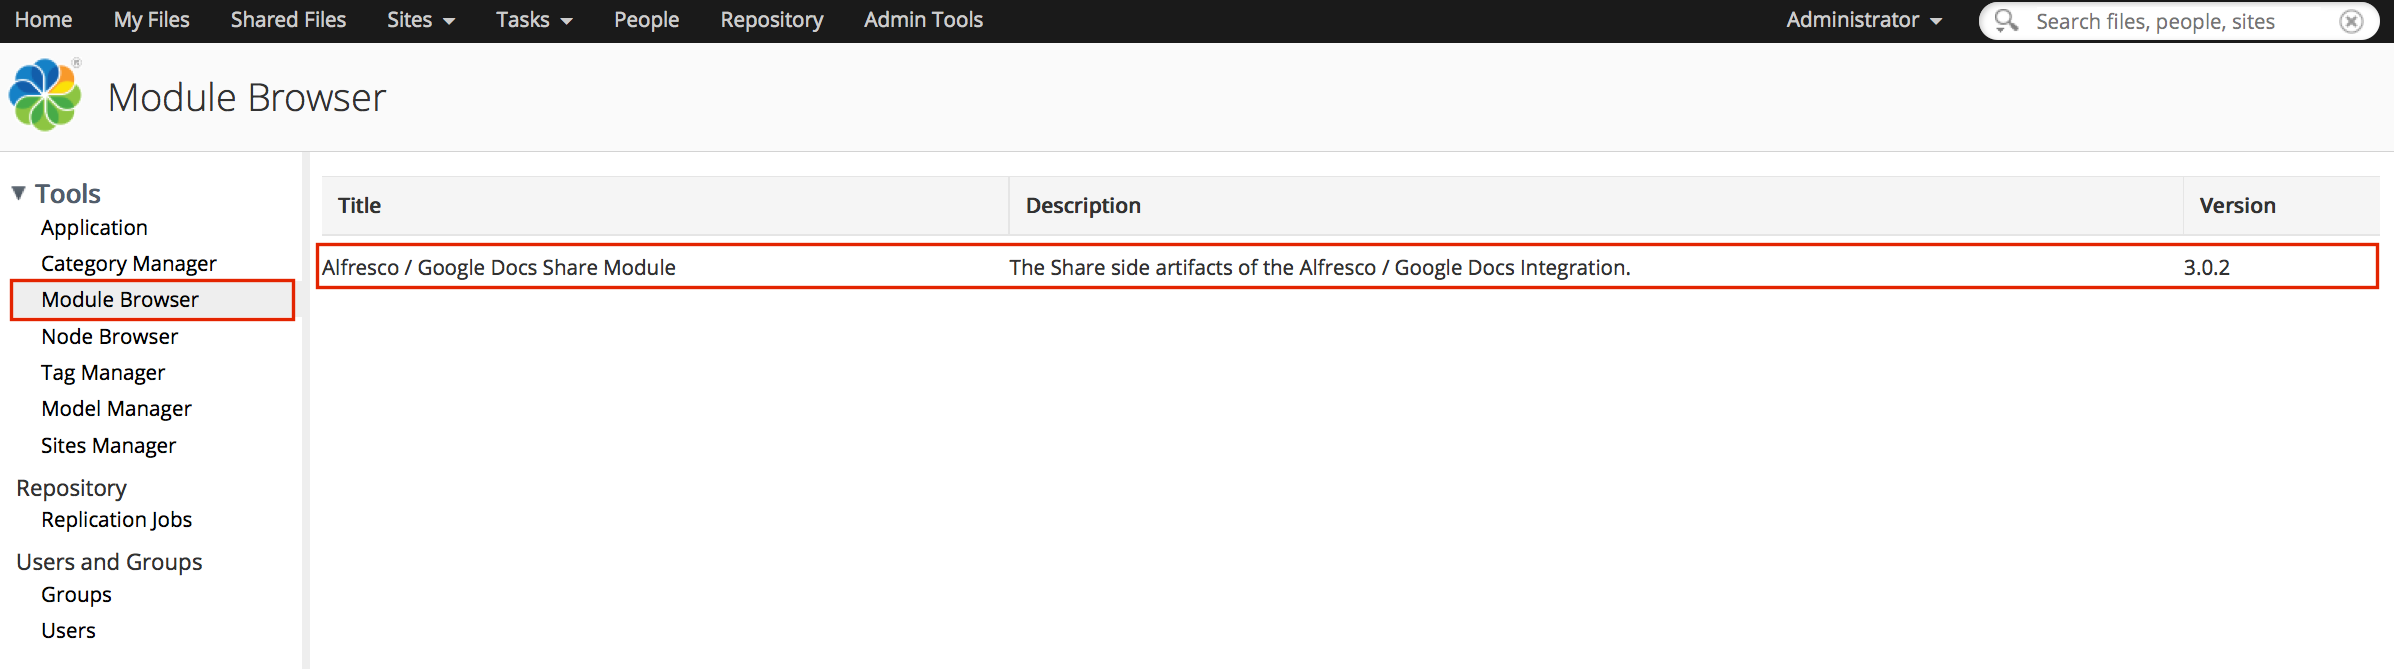 Home My Files Shared Files Sites Tasks People Repository Admin Tools Administrator Search files, people, sites
®
Module Browser
Tools
Application
Category Manager
Module Browser
Node Browser
Tag Manager
Model Manager
Sites Manager
Repository
Replication Jobs
Users and Groups
Groups
Users
Title Description Version
Alfresco / Google Docs Share Module The Share side artifacts of the Alfresco / Google Docs Integration. 3.0.2